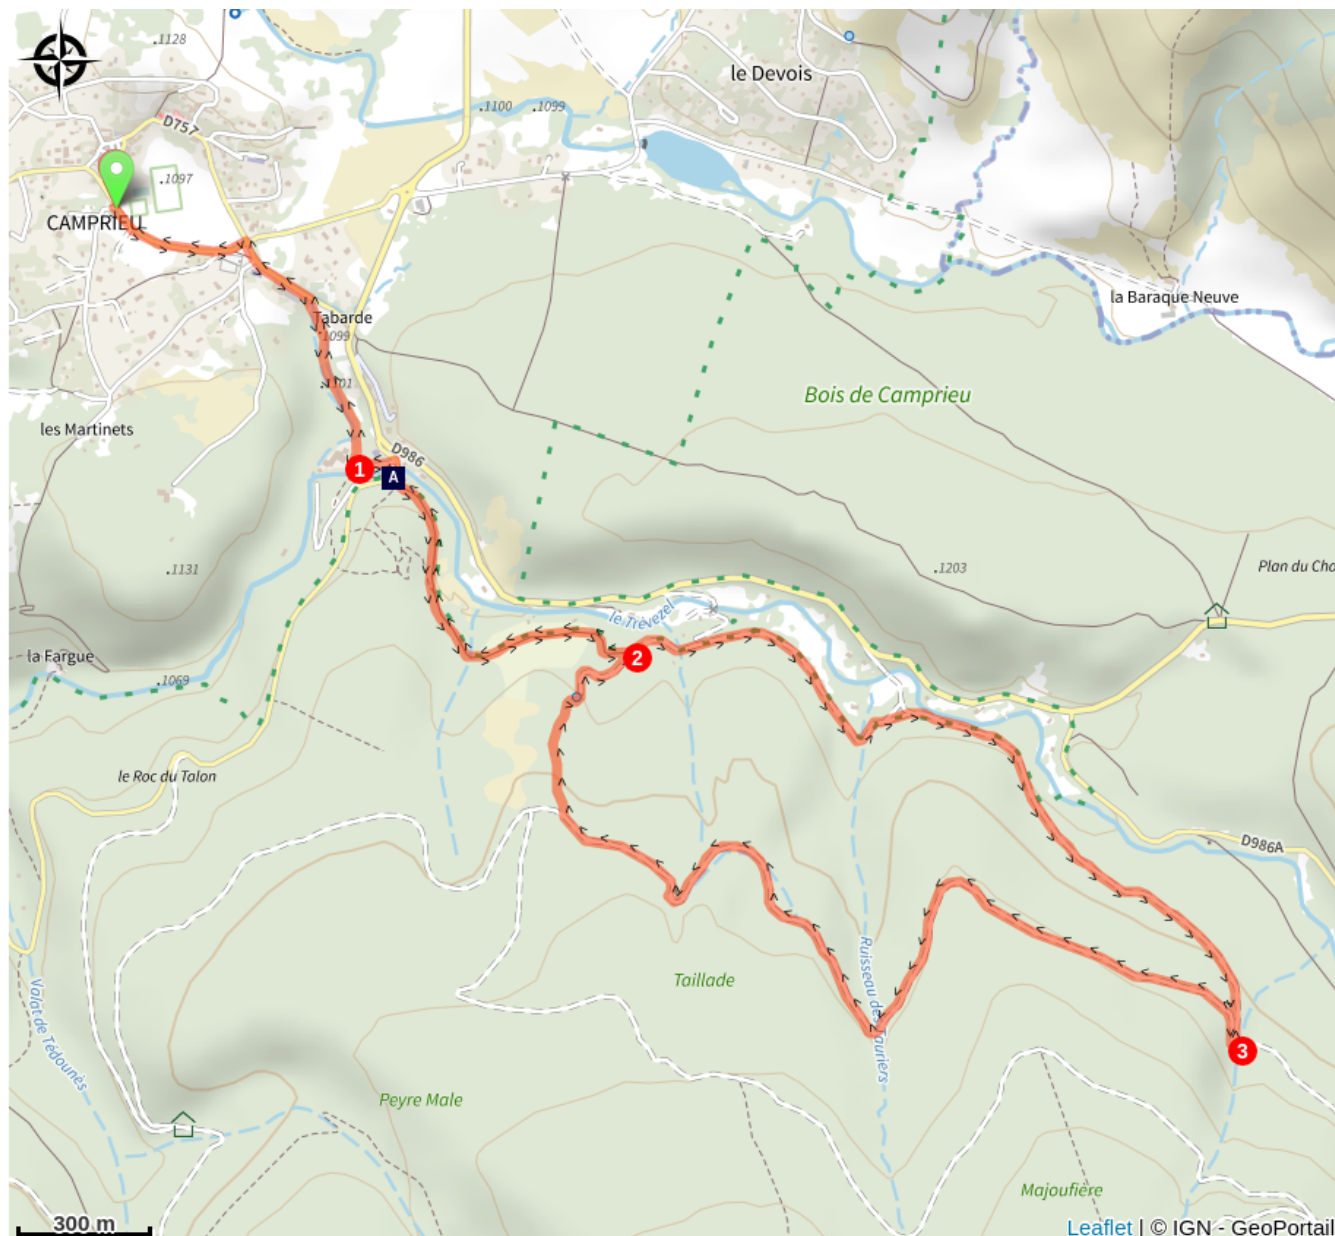 .1128
le Devois
.1100
.1099
D757
.1097
CAMPRIEU
la Baraque Neuve
Tabarde
.1099
.1101
Bois de Camprieu
les Martinets
D986
1
A
.1131
.1203
Plan du Cha
le Trévezel
la Fargue
2
.1069
le Roc du Talon
D986A
Ruisseau des Tauriers
Taillade
Valat de Tédounès
3
Peyre Male
Majoufière
300 m
Leaflet | © IGN - GeoPortail